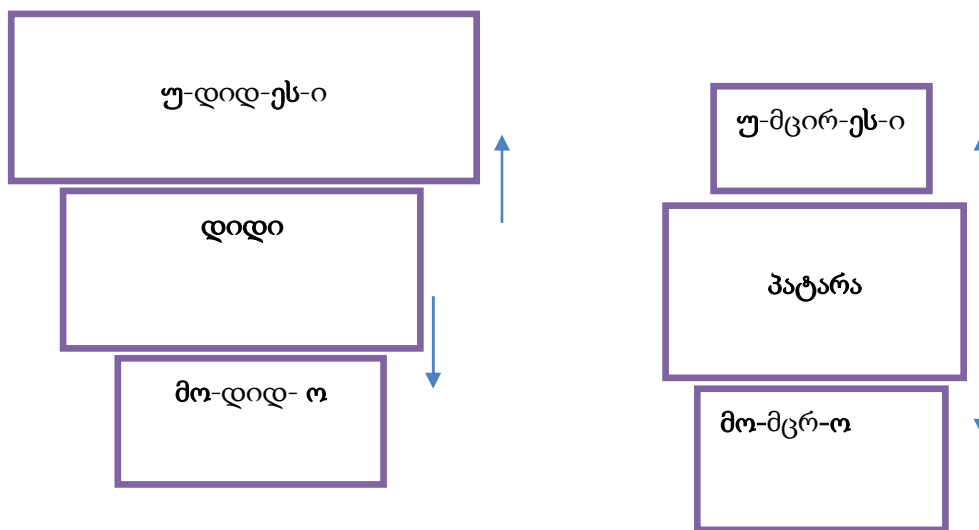 უ-დიდ-ეს-ი
დიდი
მო-დიდ- ო
უ-მცირ-ეს-ი
პატარა
მო-მცრ-ო